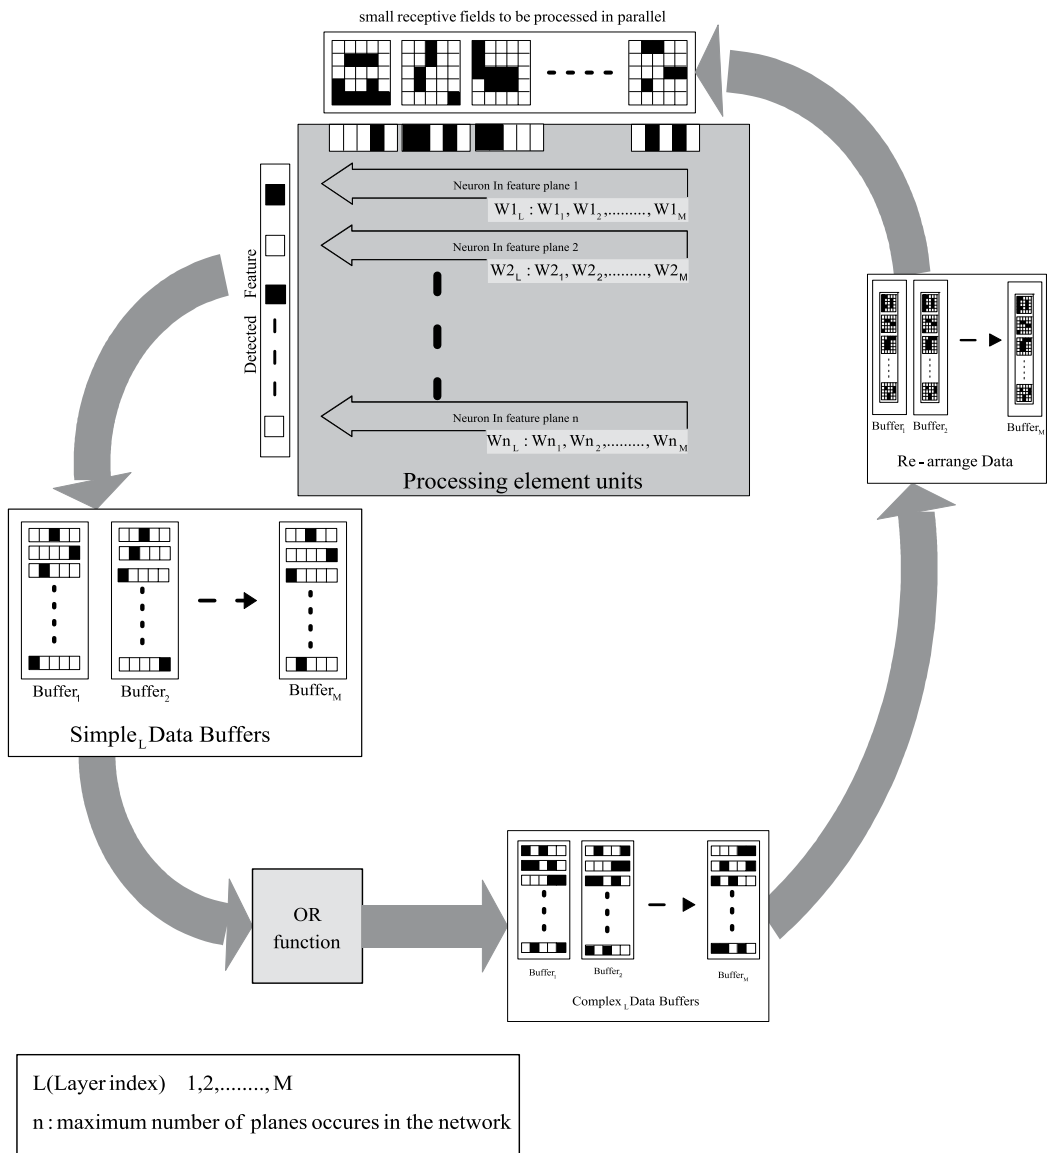 small receptive fields to be processed in parallel
Neuron In feature plane 1
W1L : W11, W12,........., W1M
Neuron In feature plane 2
W2L : W21, W22,........., W2M
Detected Feature
Neuron In feature plane n
WnL : Wn1, Wn2,........., WnM
Processing element units
Buffer1 Buffer2 BufferM
Re - arrange Data
Buffer1 Buffer2 BufferM
SimpleL Data Buffers
OR
function
Buffer1 Buffer2 BufferM
ComplexL Data Buffers
L(Layer index) 1,2,........, M
n : maximum number of planes occures in the network